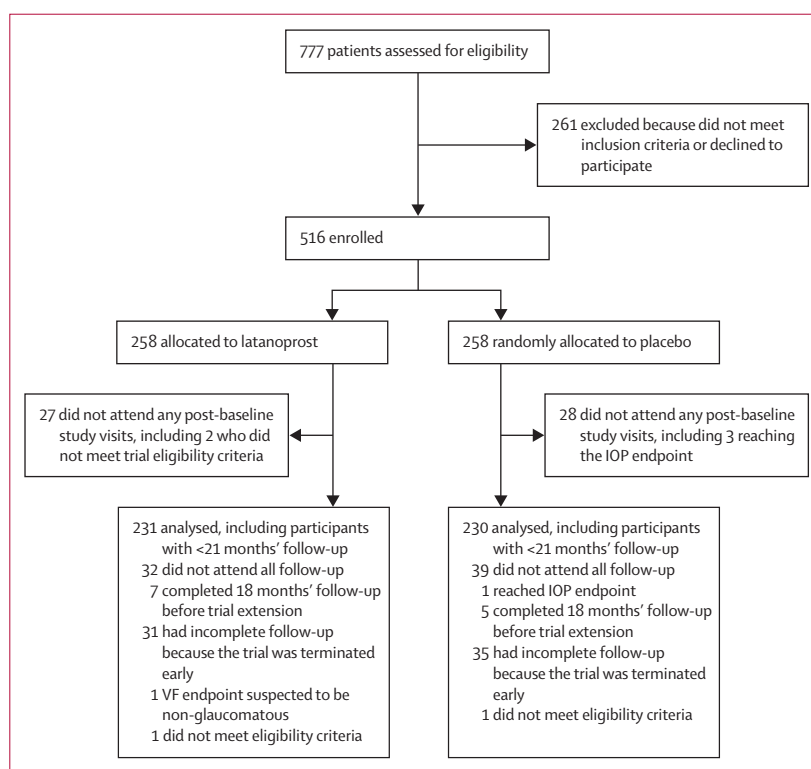 777 patients assessed for eligibility
261 excluded because did not meet
inclusion criteria or declined to
participate
516 enrolled
258 allocated to latanoprost
258 randomly allocated to placebo
27 did not attend any post-baseline
study visits, including 2 who did
not meet trial eligibility criteria
28 did not attend any post-baseline
study visits, including 3 reaching
the IOP endpoint
231 analysed, including participants
with <21 months’ follow-up
32 did not attend all follow-up
7 completed 18 months’ follow-up
before trial extension
31 had incomplete follow-up
because the trial was terminated
early
1 VF endpoint suspected to be
non-glaucomatous
1 did not meet eligibility criteria
230 analysed, including participants
with <21 months’ follow-up
39 did not attend all follow-up
1 reached IOP endpoint
5 completed 18 months’ follow-up
before trial extension
35 had incomplete follow-up
because the trial was terminated
early
1 did not meet eligibility criteria